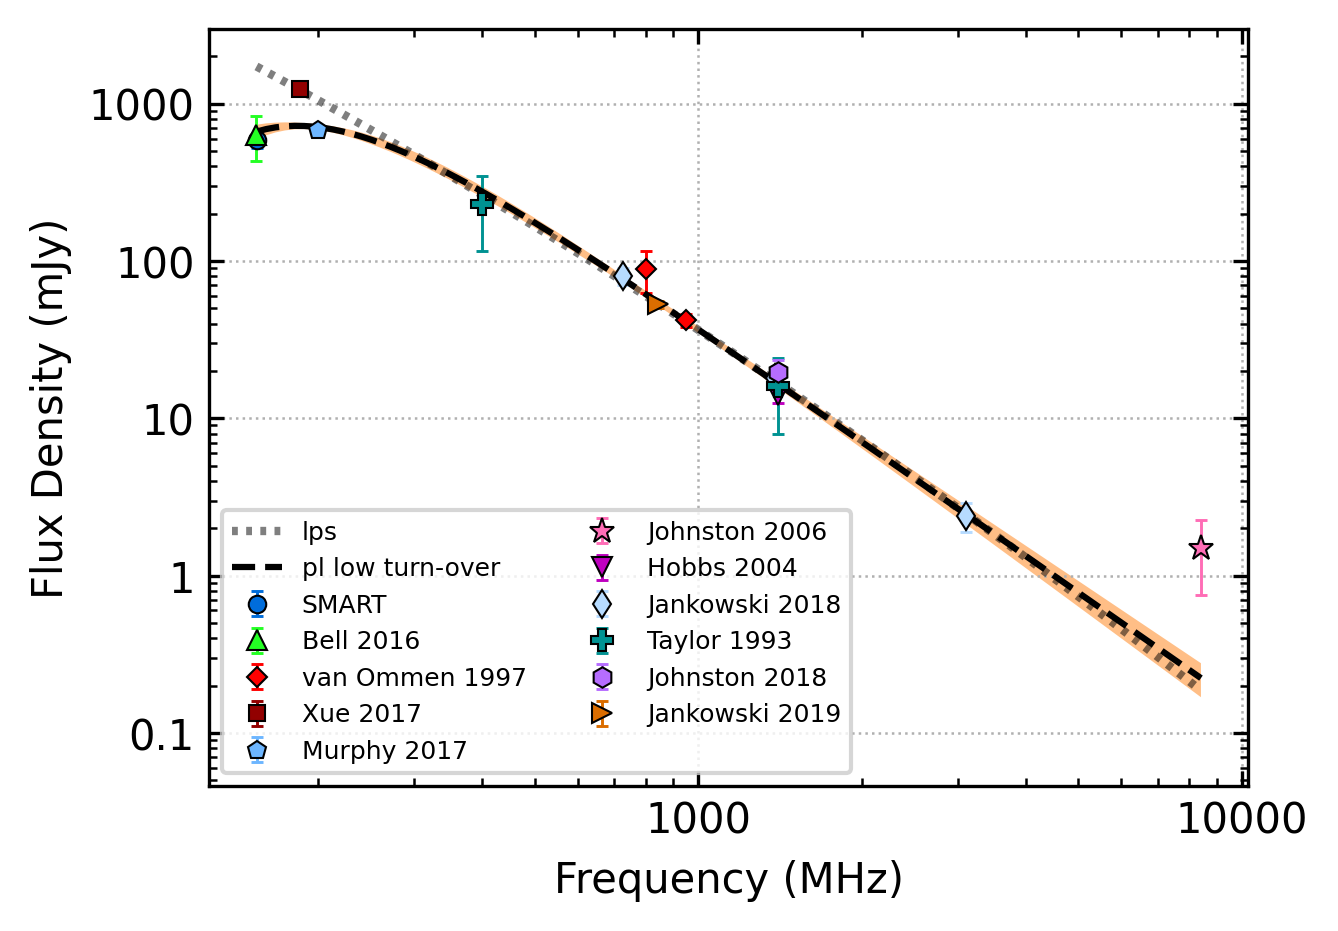 1000
100
10
1
0.1
Flux Density (mJy)
lps
pl low turn-over
SMART
Bell 2016
van Ommen 1997
Xue 2017
Murphy 2017
Johnston 2006
Hobbs 2004
Jankowski 2018
Taylor 1993
Johnston 2018
Jankowski 2019
1000
10000
Frequency (MHz)